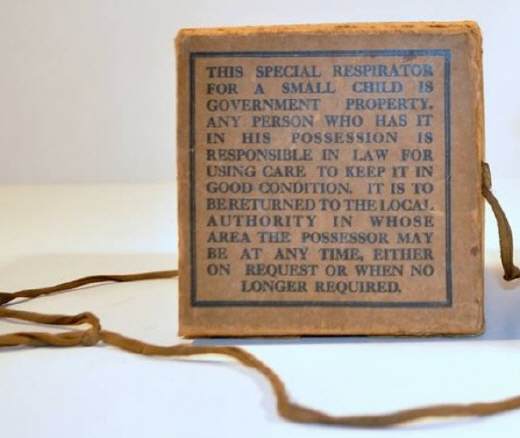 THIS SPECIAL RESPIRATOR
FOR A SMALL CHILD IS
GOVERNMENT PROPERTY.
ANY PERSON WHO HAS IT
IN HIS POSSESSION IS
RESPONSIBLE IN LAW FOR
USING CARE TO KEEP IT IN
GOOD CONDITION. IT IS TO
BE RETURNED TO THE LOCAL
AUTHORITY IN WHOSE
AREA THE POSSESSOR MAY
BE AT ANY TIME, EITHER
ON REQUEST OR WHEN NO
LONGER REQUIRED.